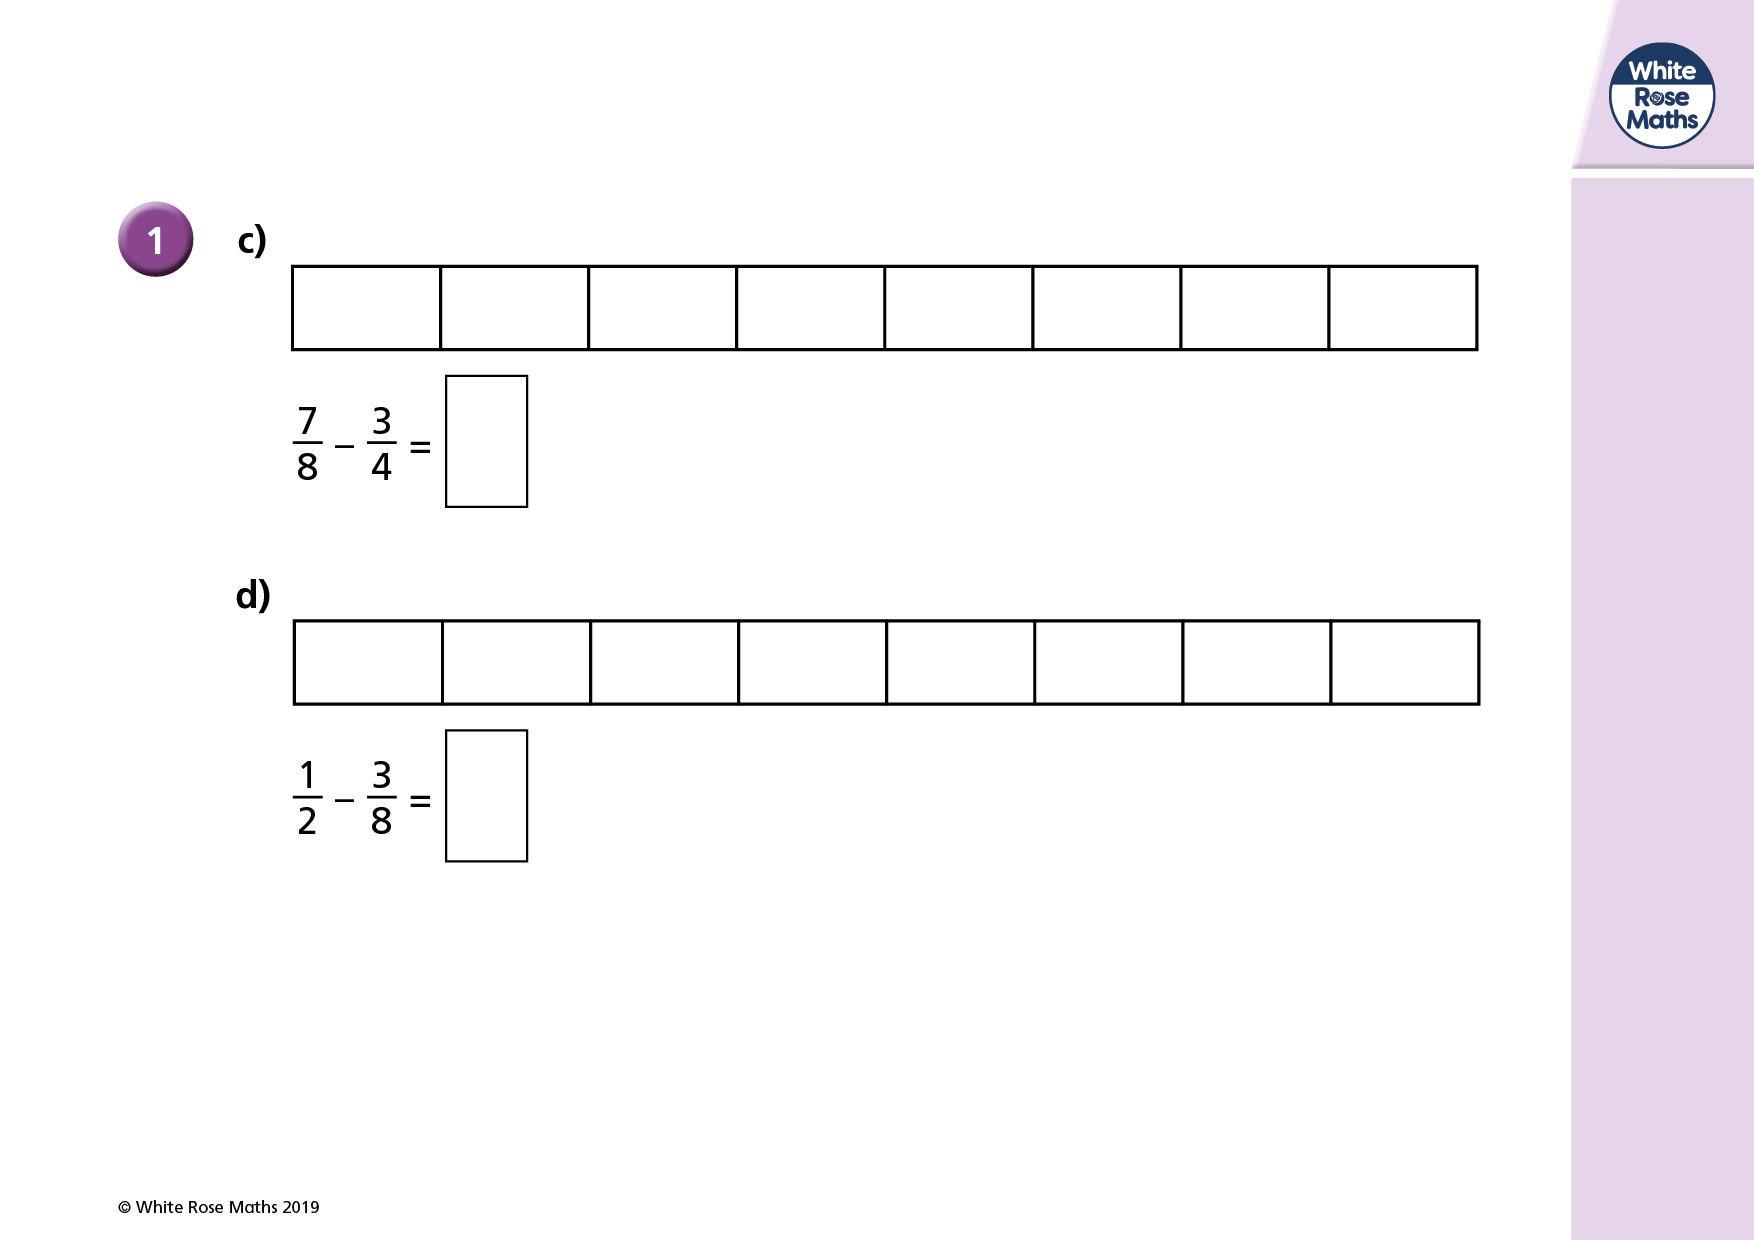 White
Rose
Maths
1 c)
7/8 – 3/4 =
d)
1/2 – 3/8 =
© White Rose Maths 2019